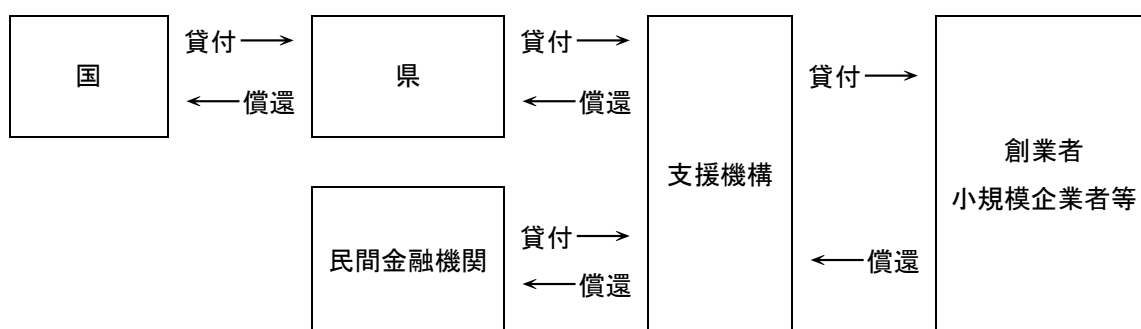 国
貸付→
←償還
県
貸付→
←償還
民間金融機関
貸付→
←償還
支援機構
貸付→
←償還
創業者
小規模企業者等